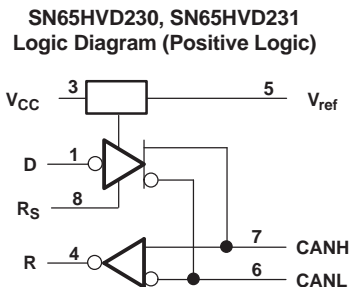 SN65HVD230, SN65HVD231
Logic Diagram (Positive Logic)
VCC 3 5 Vref
D 1
RS 8
7 CANH
R 4
6 CANL